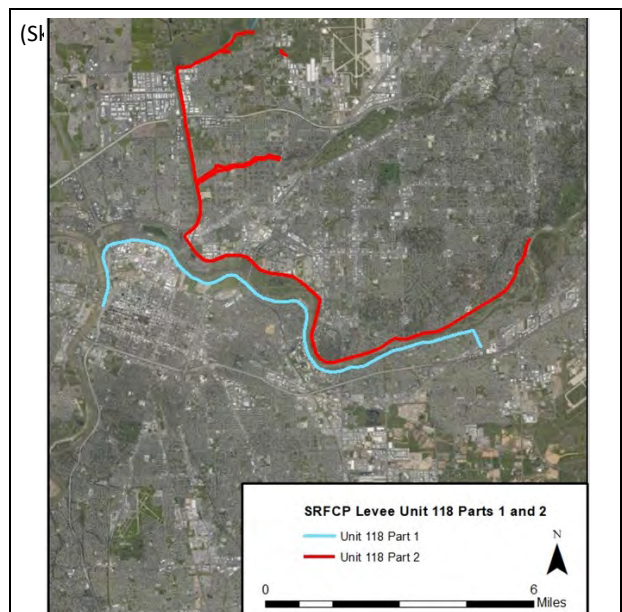 (Sk
SRFCP Levee Unit 118 Parts 1 and 2
Unit 118 Part 1
Unit 118 Part 2
N
0
6
Miles